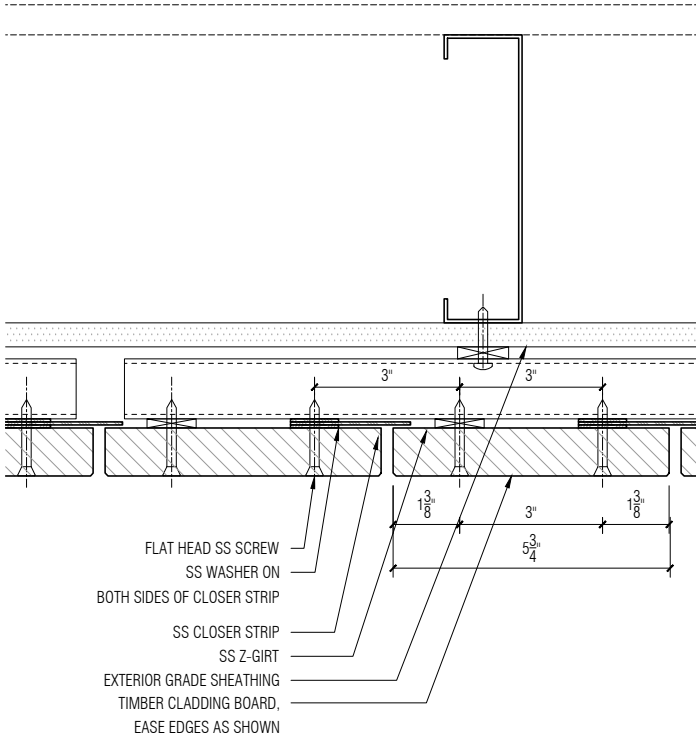 3" 3"
1 3/8" 3" 1 3/8"
5 3/4"
FLAT HEAD SS SCREW
SS WASHER ON
BOTH SIDES OF CLOSER STRIP
SS CLOSER STRIP
SS Z-GIRT
EXTERIOR GRADE SHEATHING
TIMBER CLADDING BOARD,
EASE EDGES AS SHOWN